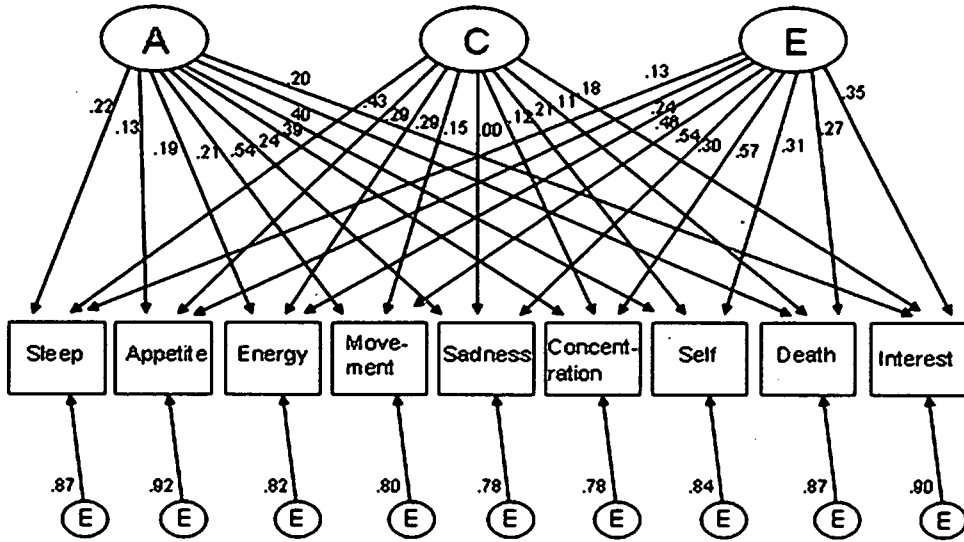 A C E
.20 .13
.22 .43 .18 .35
.13 .40 .29 .12 .21 .11 .24
.19 .39 .29 .15 .00 .48 .27
.21 .54 .24 .54 .30 .57 .31
Sleep Appetite Energy Move-
ment Sadness Concent-
ration Self Death Interest
.87 .92 .82 .80 .78 .78 .84 .87 .90
E E E E E E E E E